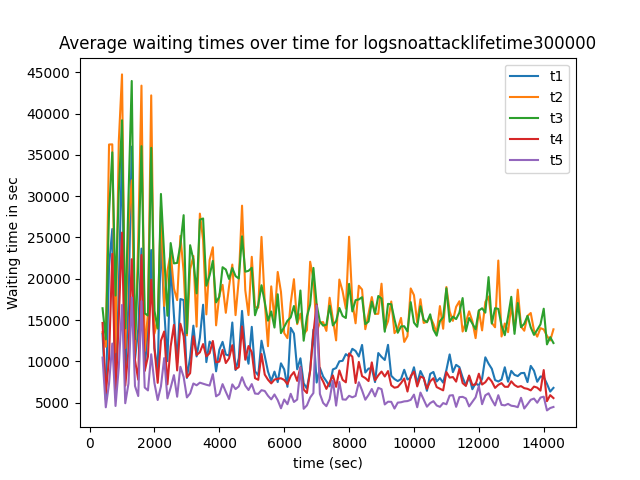 Average waiting times over time for logsnoattacklifetime300000
Waiting time in sec
45000
40000
35000
30000
25000
20000
15000
10000
5000
0
2000
4000
6000
8000
10000
12000
14000
time (sec)
t1
t2
t3
t4
t5